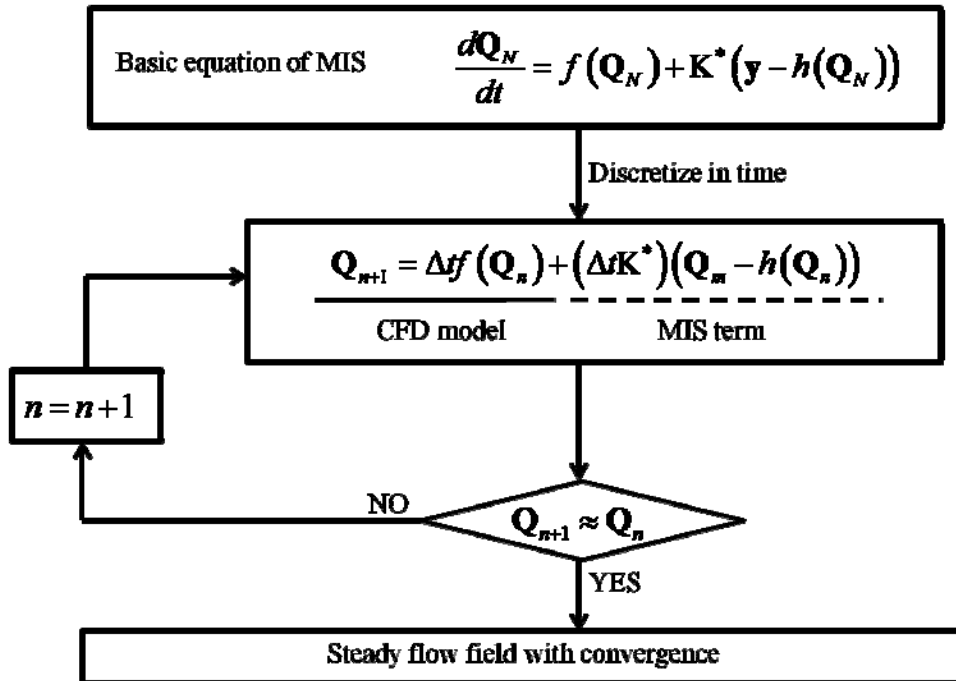 Basic equation of MIS d𝐐_N/dt = f(𝐐_N) + K*(𝐲 − h(𝐐_N))
Discretize in time
𝐐_{n+1} = Δtf(𝐐_n) + (ΔtK*)(𝐐_m − h(𝐐_n))
CFD model MIS term
n = n + 1
NO
𝐐_{n+1} ≈ 𝐐_n
YES
Steady flow field with convergence